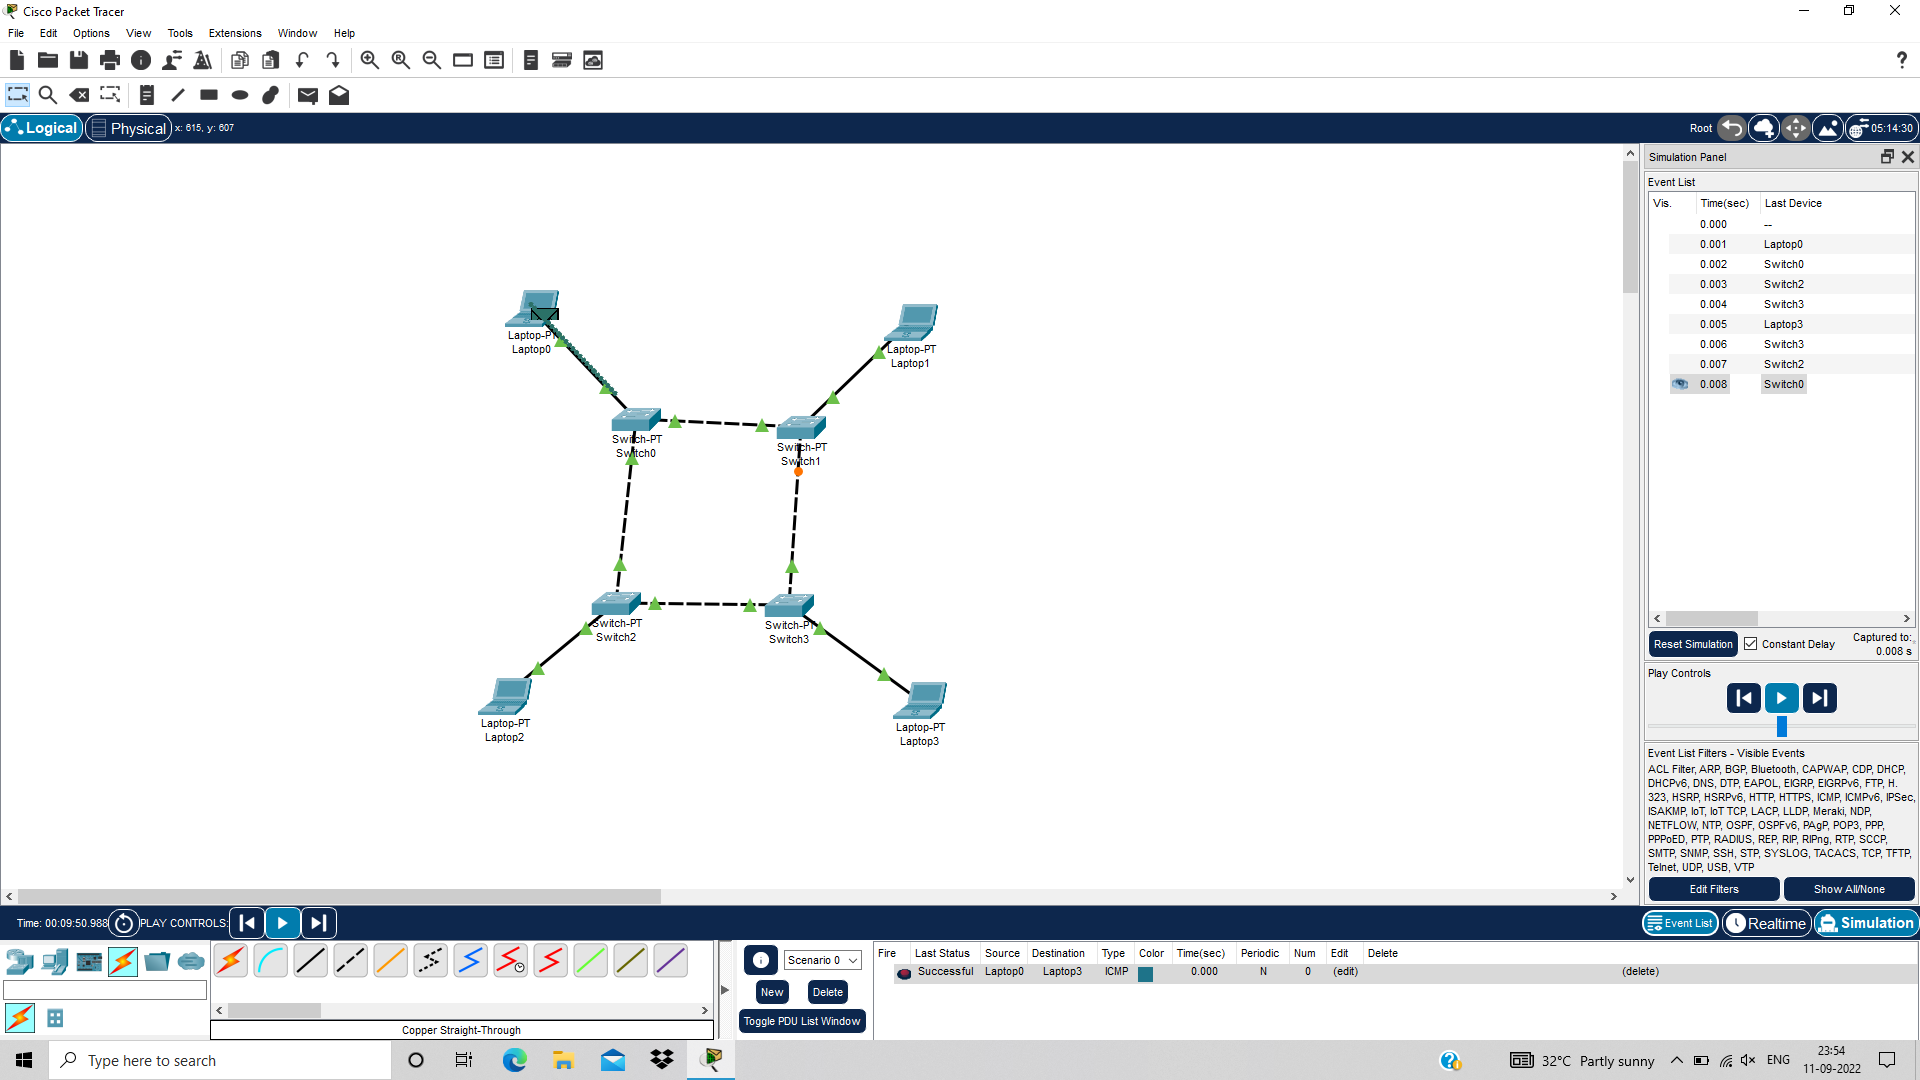 Cisco Packet Tracer
File Edit Options View Tools Extensions Window Help
Logical Physical x: 615, y: 607 Root 05:14:30
Simulation Panel
Event List
Vis. Time(sec) Last Device
0.000 --
0.001 Laptop0
0.002 Switch0
0.003 Switch2
0.004 Switch3
0.005 Laptop3
0.006 Switch3
0.007 Switch2
0.008 Switch0
Laptop-PT
Laptop0
Laptop-PT
Laptop1
Switch-PT
Switch0
Switch-PT
Switch1
Switch-PT
Switch2
Switch-PT
Switch3
Laptop-PT
Laptop2
Laptop-PT
Laptop3
Reset Simulation Constant Delay Captured to:
0.008 s
Play Controls
Event List Filters - Visible Events
ACL Filter, ARP, BGP, Bluetooth, CAPWAP, CDP, DHCP,
DHCPv6, DNS, DTP, EAPOL, EIGRP, EIGRPv6, FTP, H.
323, HSRP, HSRPv6, HTTP, HTTPS, ICMP, ICMPv6, IPSec,
ISAKMP, IoT, IoT TCP, LACP, LLDP, Meraki, NDP,
NETFLOW, NTP, OSPF, OSPFv6, PAgP, POP3, PPP,
PPPoED, PTP, RADIUS, REP, RIP, RIPng, RTP, SCCP,
SMTP, SNMP, SSH, STP, SYSLOG, TACACS, TCP, TFTP,
Telnet, UDP, USB, VTP
Edit Filters Show All/None
Time: 00:09:50.988 PLAY CONTROLS: Event List Realtime Simulation
Scenario 0
New Delete
Toggle PDU List Window
Fire Last Status Source Destination Type Color Time(sec) Periodic Num Edit Delete
Successful Laptop0 Laptop3 ICMP 0.000 N 0 (edit) (delete)
Copper Straight-Through
Type here to search
32°C Partly sunny ENG
23:54
11-09-2022